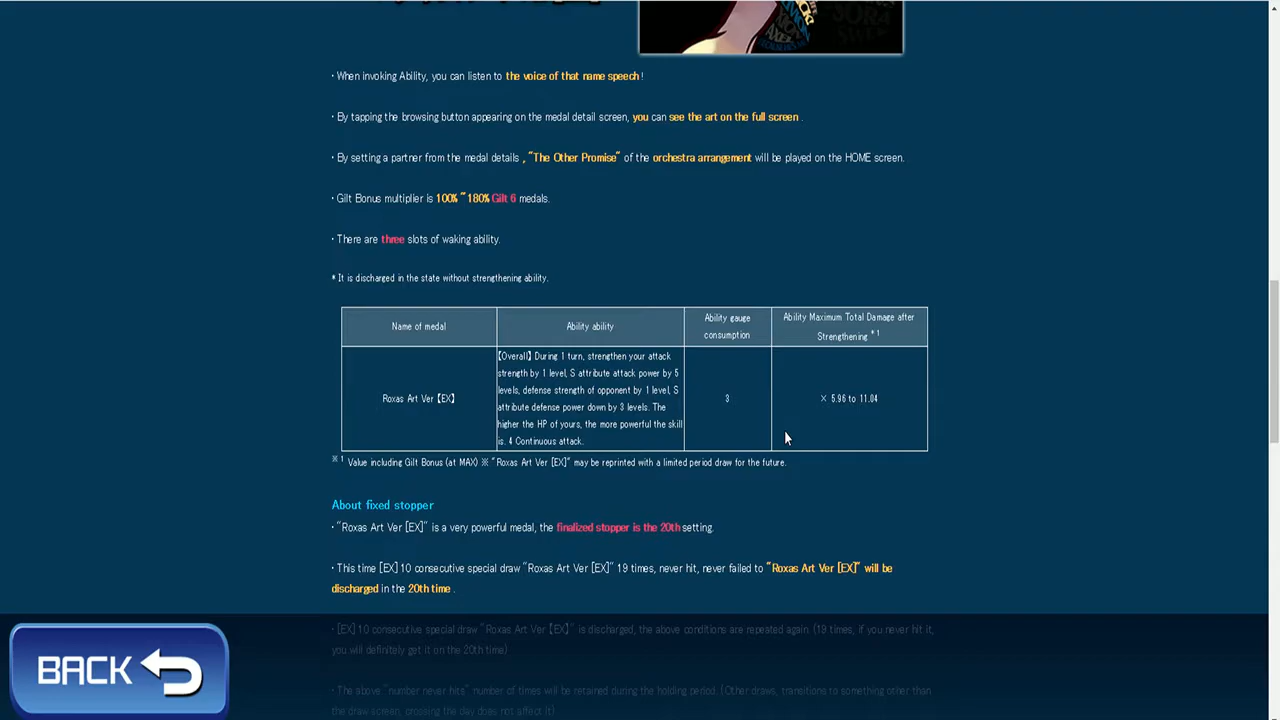 · When invoking Ability, you can listen to the voice of that name speech !
· By tapping the browsing button appearing on the medal detail screen, you can see the art on the full screen .
· By setting a partner from the medal details , "The Other Promise" of the orchestra arrangement will be played on the HOME screen.
· Gilt Bonus multiplier is 100% ~ 180% Gilt 6 medals.
· There are three slots of waking ability.
* It is discharged in the state without strengthening ability.
Name of medal
Ability ability
Ability gauge
consumption
Ability Maximum Total Damage after
Strengthening *1
Roxas Art Ver 【EX】
【Overall】 During 1 turn, strengthen your attack
strength by 1 level, S attribute attack power by 5
levels, defense strength of opponent by 1 level, S
attribute defense power down by 3 levels. The
higher the HP of yours, the more powerful the skill
is. 4 Continuous attack.
3
× 5.96 to 11.04
※1 Value including Gilt Bonus (at MAX) ※ "Roxas Art Ver [EX]" may be reprinted with a limited period draw for the future.
About fixed stopper
· "Roxas Art Ver [EX]" is a very powerful medal, the finalized stopper is the 20th setting.
· This time [EX] 10 consecutive special draw "Roxas Art Ver [EX]" 19 times, never hit, never failed to "Roxas Art Ver [EX]" will be
discharged in the 20th time .
· [EX] 10 consecutive special draw "Roxas Art Ver 【EX】" is discharged, the above conditions are repeated again. (19 times, if you never hit it,
you will definitely get it on the 20th time)
· The above "number never hits" number of times will be retained during the holding period. (Other draws, transitions to something other than
the draw screen, crossing the day does not affect it)
BACK